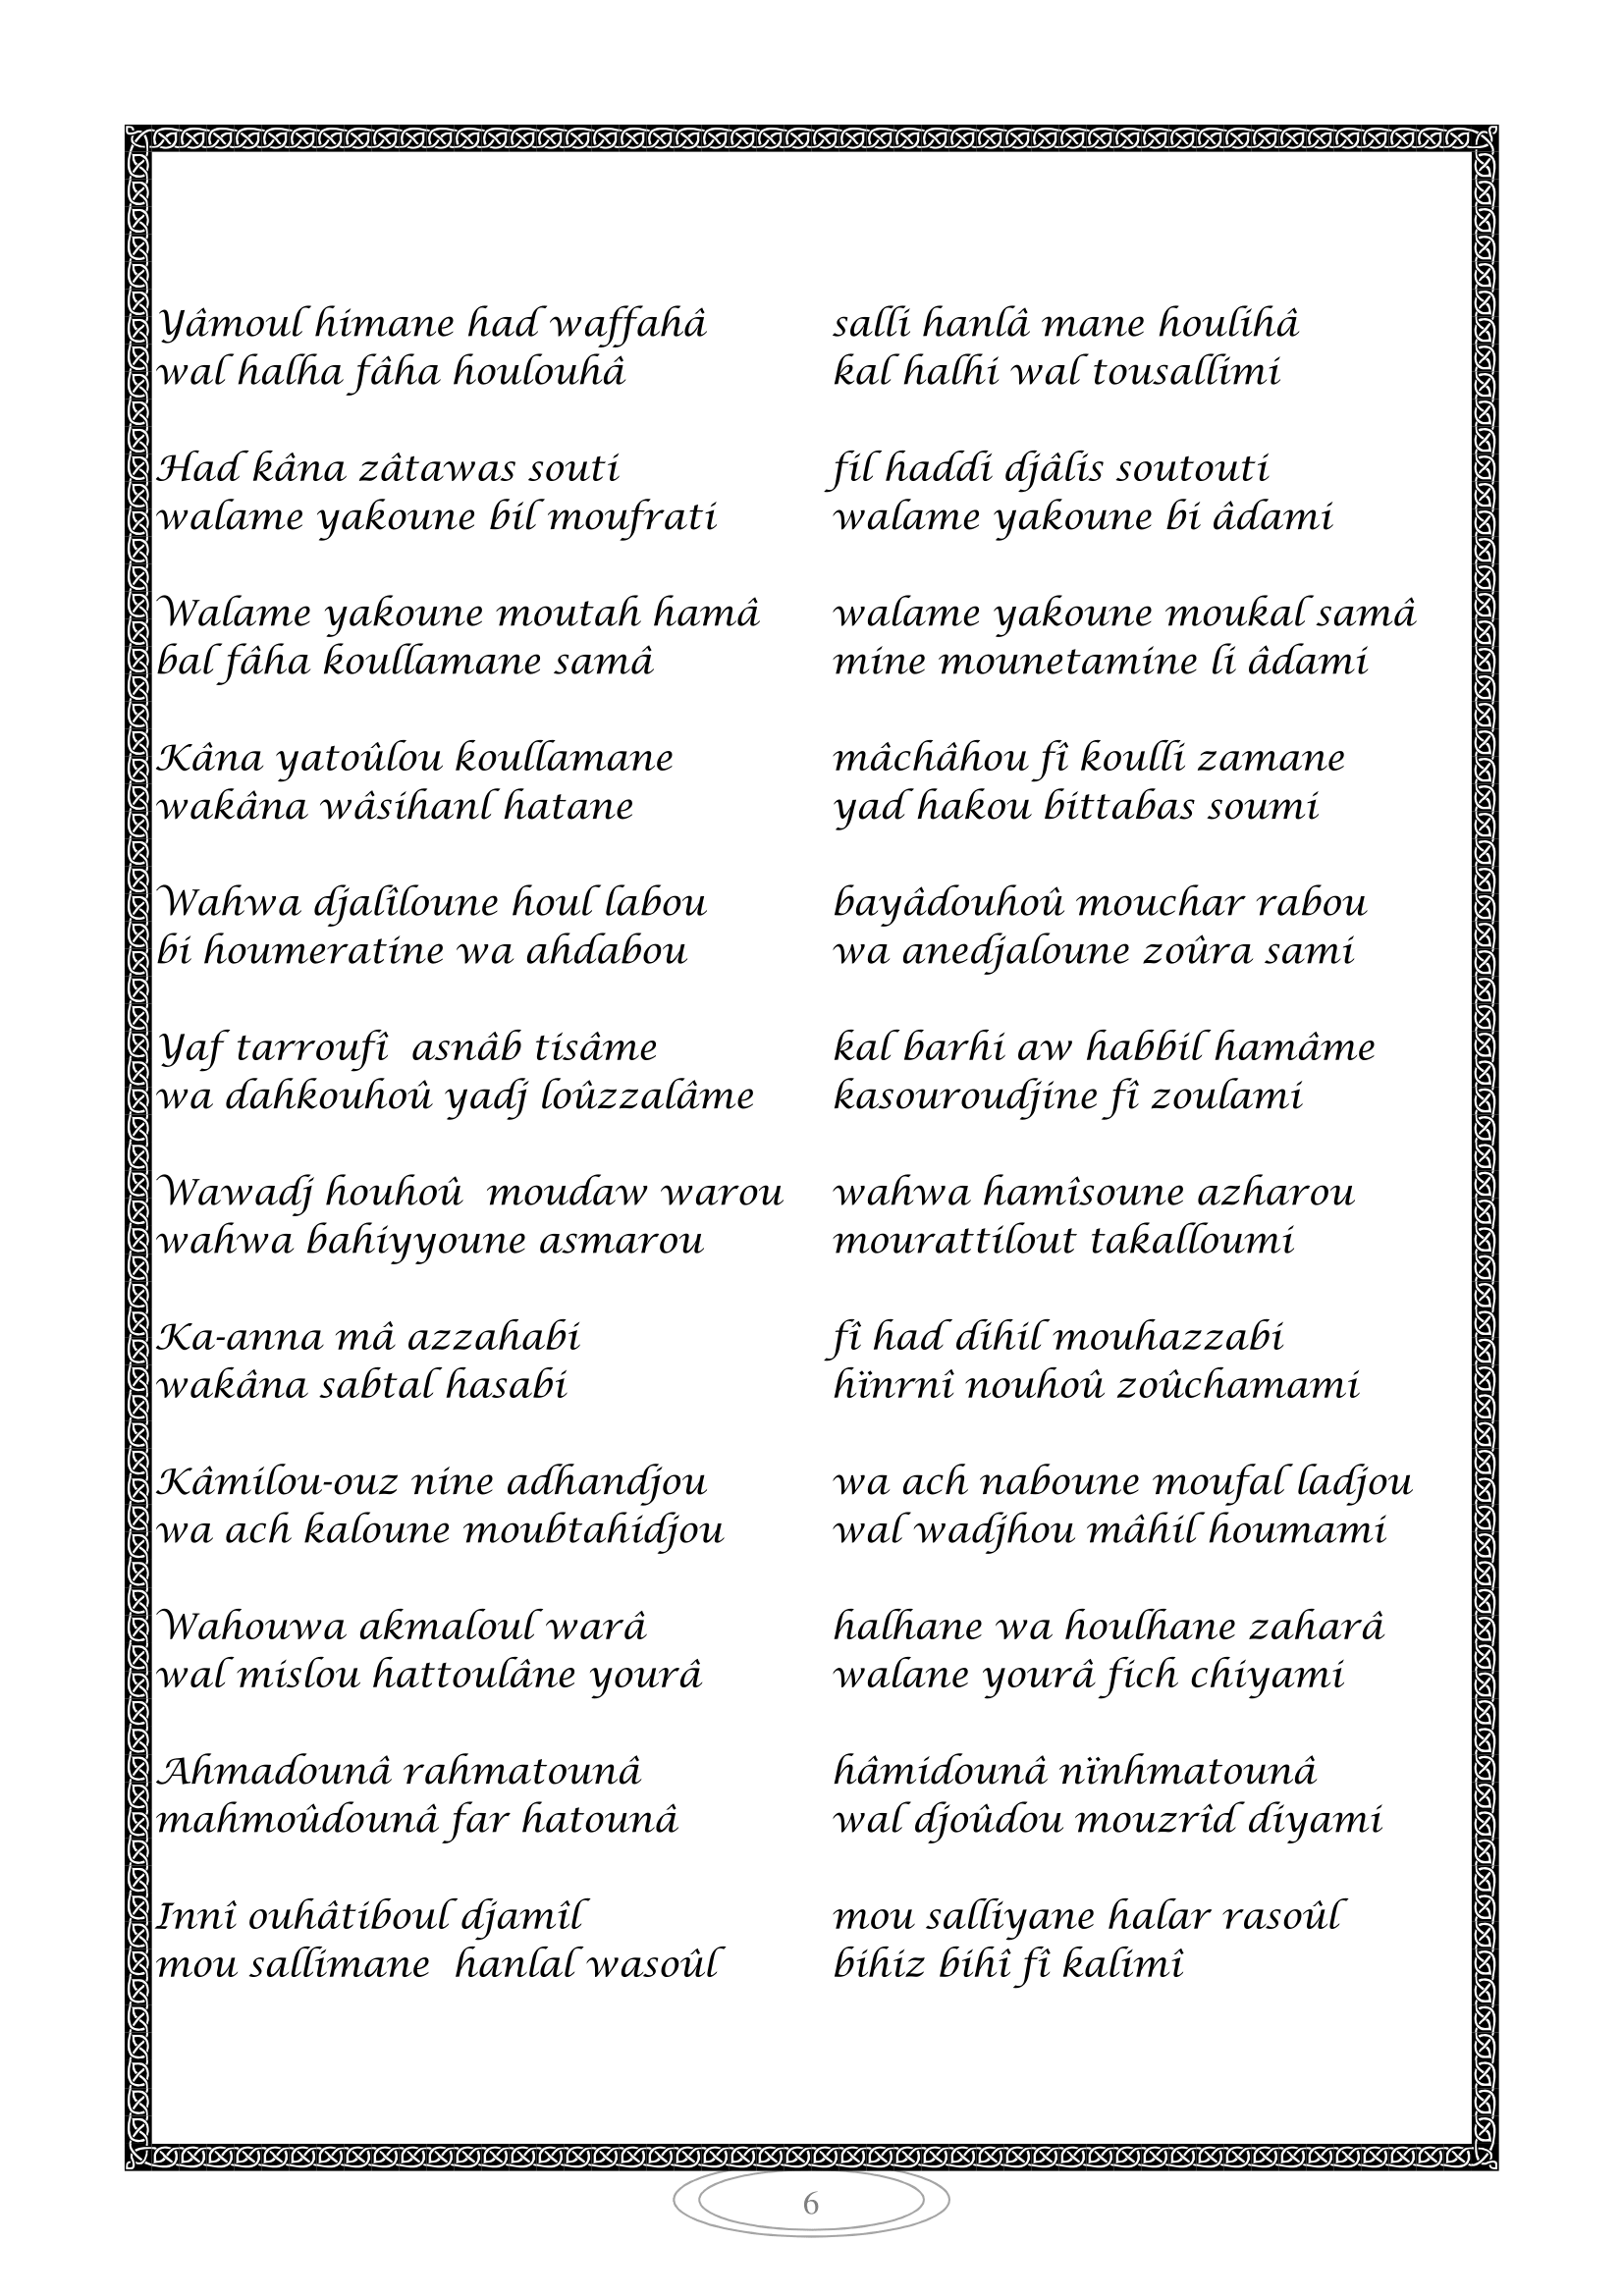 Yâmoul himane had waffahâ salli hanlâ mane houlihâ
wal halha fâha houlouhâ kal halhi wal tousallimi
Had kâna zâtawas souti fil haddi djâlis soutouti
walame yakoune bil moufrati walame yakoune bi âdami
Walame yakoune moutah hamâ walame yakoune moukal samâ
bal fâha koullamane samâ mine mounetamine li âdami
Kâna yatoûlou koullamane mâchâhou fî koulli zamane
wakâna wâsihanl hatane yad hakou bittabas soumi
Wahwa djalîloune houl labou bayâdouhoû mouchar rabou
bi houmeratine wa ahdabou wa anedjaloune zoûra sami
Yaf tarroufî asnâb tisâme kal barhi aw habbil hamâme
wa dahkouhoû yadj loûzzalâme kasouroudjine fî zoulami
Wawadj houhoû moudaw warou wahwa hamîsoune azharou
wahwa bahiyyoune asmarou mourattilout takalloumi
Ka-anna mâ azzahabi fî had dihil mouhazzabi
wakâna sabtal hasabi hïnrnî nouhoû zoûchamami
Kâmilou-ouz nine adhandjou wa ach naboune moufal ladjou
wa ach kaloune moubtahidjou wal wadjhou mâhil houmami
Wahouwa akmaloul warâ halhane wa houlhane zaharâ
wal mislou hattoulâne yourâ walane yourâ fich chiyami
Ahmadounâ rahmatounâ hâmidounâ nïnhmatounâ
mahmoûdounâ far hatounâ wal djoûdou mouzrîd diyami
Innî ouhâtiboul djamîl mou salliyane halar rasoûl
mou sallimane hanlal wasoûl bihiz bihî fî kalimî
6